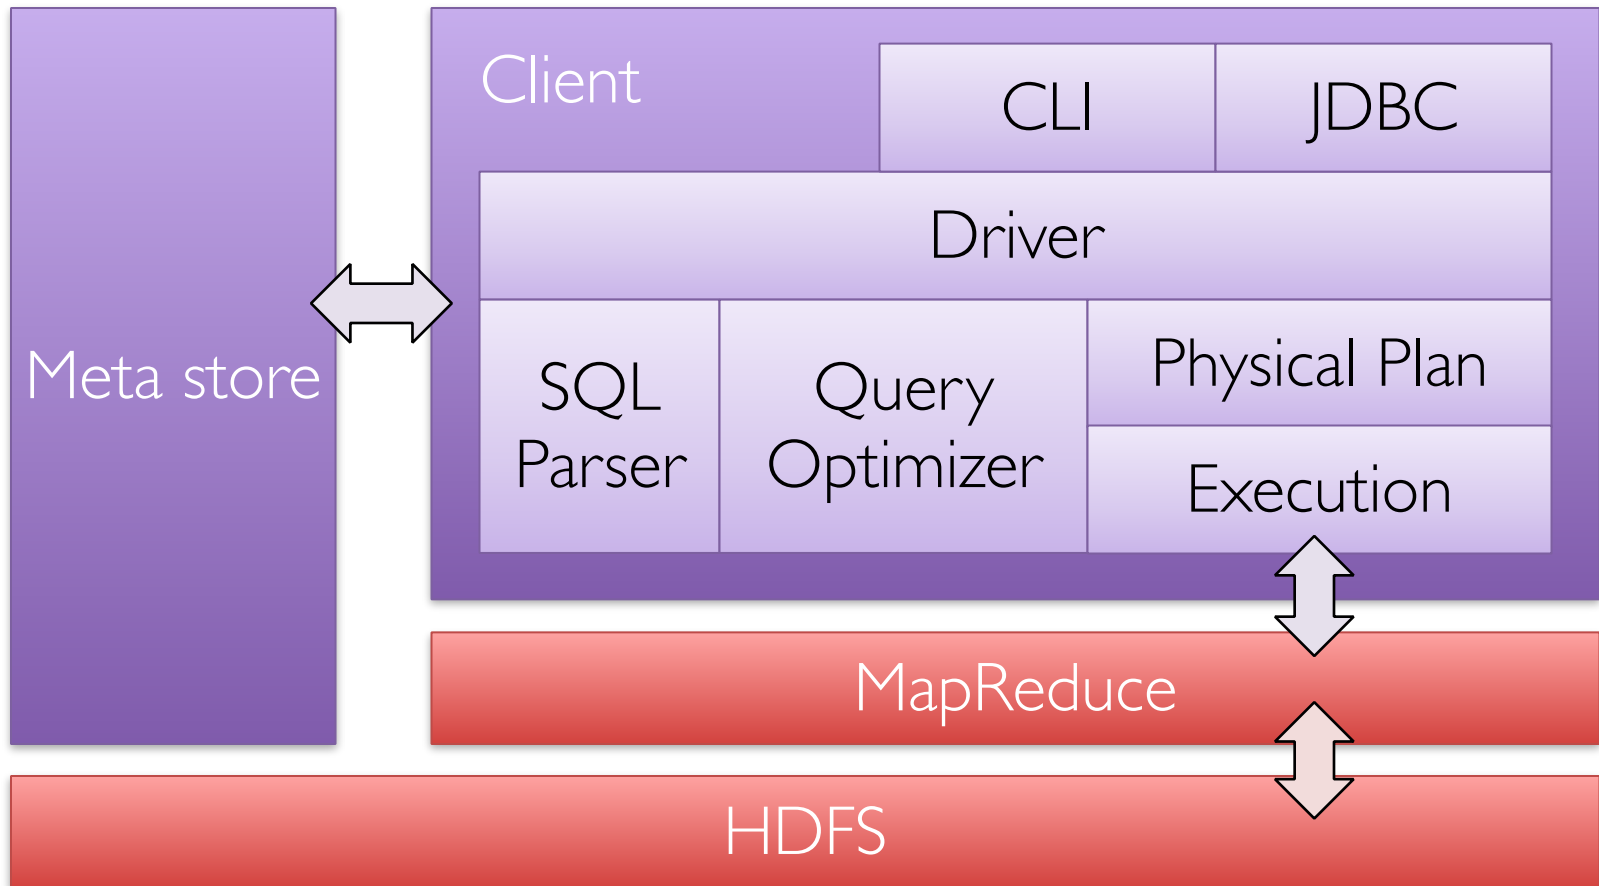 Client
CLI
JDBC
Driver
Meta store
SQL
Parser
Query
Optimizer
Physical Plan
Execution
MapReduce
HDFS